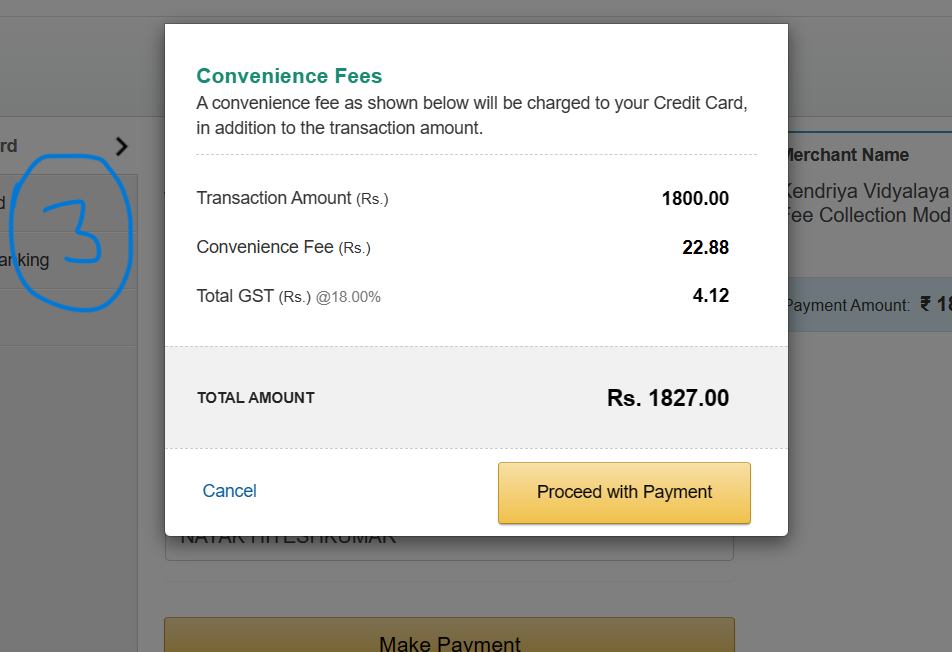 Convenience Fees
A convenience fee as shown below will be charged to your Credit Card,
in addition to the transaction amount.
Transaction Amount (Rs.) 1800.00
Convenience Fee (Rs.) 22.88
Total GST (Rs.) @18.00% 4.12
TOTAL AMOUNT Rs. 1827.00
Cancel Proceed with Payment
3
Merchant Name
Kendriya Vidyalaya
Fee Collection Mod
Payment Amount: ₹ 18
NAYAK HITESHKUMAR
Make Payment